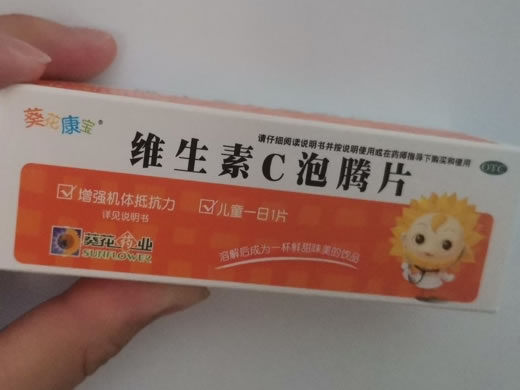 葵花康宝®
请仔细阅读说明书并按说明使用或在药师指导下购买和使用
OTC
维生素C泡腾片
增强机体抵抗力
详见说明书
儿童一日1片
葵花药业
SUNFLOWER
溶解后成为一杯鲜甜味美的饮品